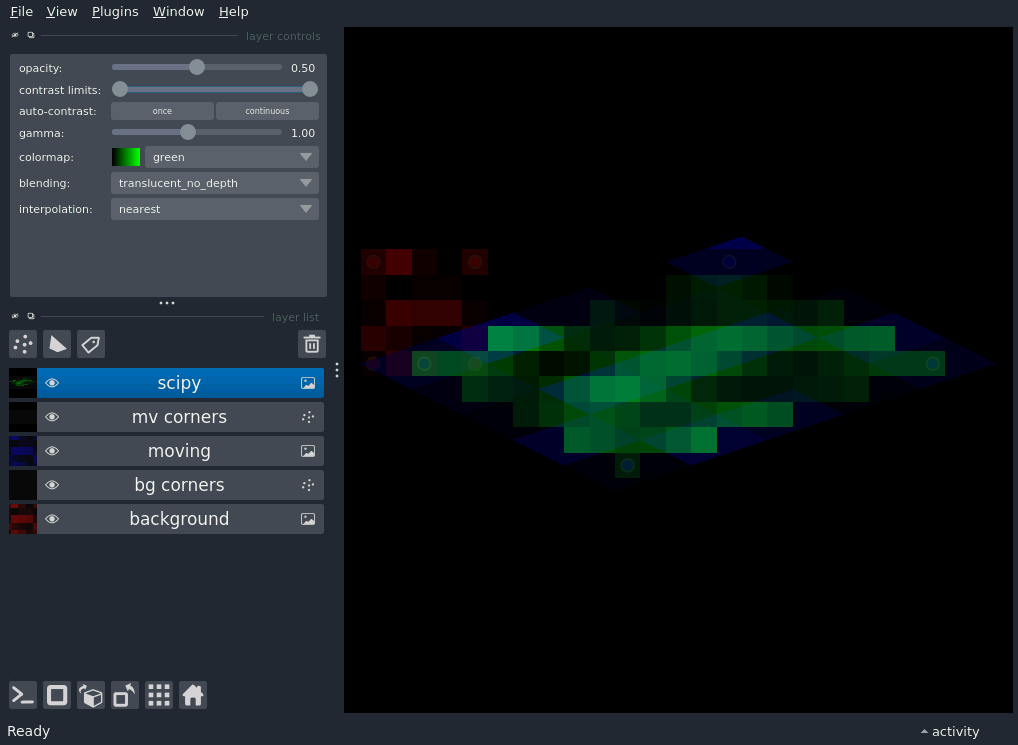 File View Plugins Window Help
layer controls
opacity: 0.50
contrast limits:
auto-contrast: once continuous
gamma: 1.00
colormap: green
blending: translucent_no_depth
interpolation: nearest
layer list
scipy
mv corners
moving
bg corners
background
Ready
activity